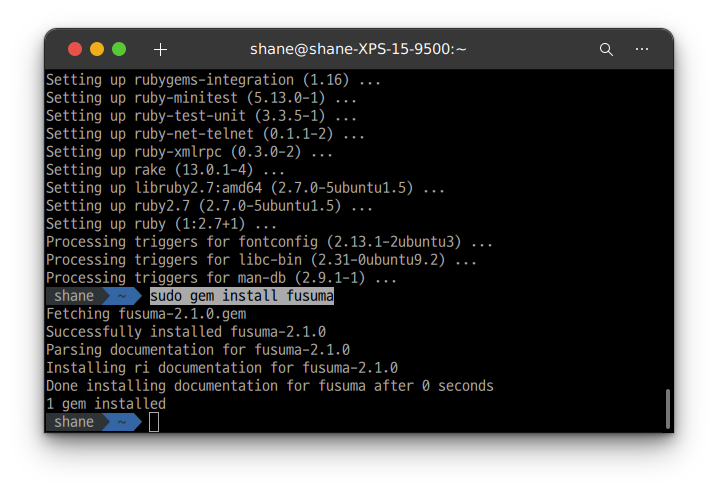 shane@shane-XPS-15-9500:~
Setting up rubygems-integration (1.16) ...
Setting up ruby-minitest (5.13.0-1) ...
Setting up ruby-test-unit (3.3.5-1) ...
Setting up ruby-net-telnet (0.1.1-2) ...
Setting up ruby-xmlrpc (0.3.0-2) ...
Setting up rake (13.0.1-4) ...
Setting up libruby2.7:amd64 (2.7.0-5ubuntu1.5) ...
Setting up ruby2.7 (2.7.0-5ubuntu1.5) ...
Setting up ruby (1:2.7+1) ...
Processing triggers for fontconfig (2.13.1-2ubuntu3) ...
Processing triggers for libc-bin (2.31-0ubuntu9.2) ...
Processing triggers for man-db (2.9.1-1) ...
shane ~ sudo gem install fusuma
Fetching fusuma-2.1.0.gem
Successfully installed fusuma-2.1.0
Parsing documentation for fusuma-2.1.0
Installing ri documentation for fusuma-2.1.0
Done installing documentation for fusuma after 0 seconds
1 gem installed
shane ~